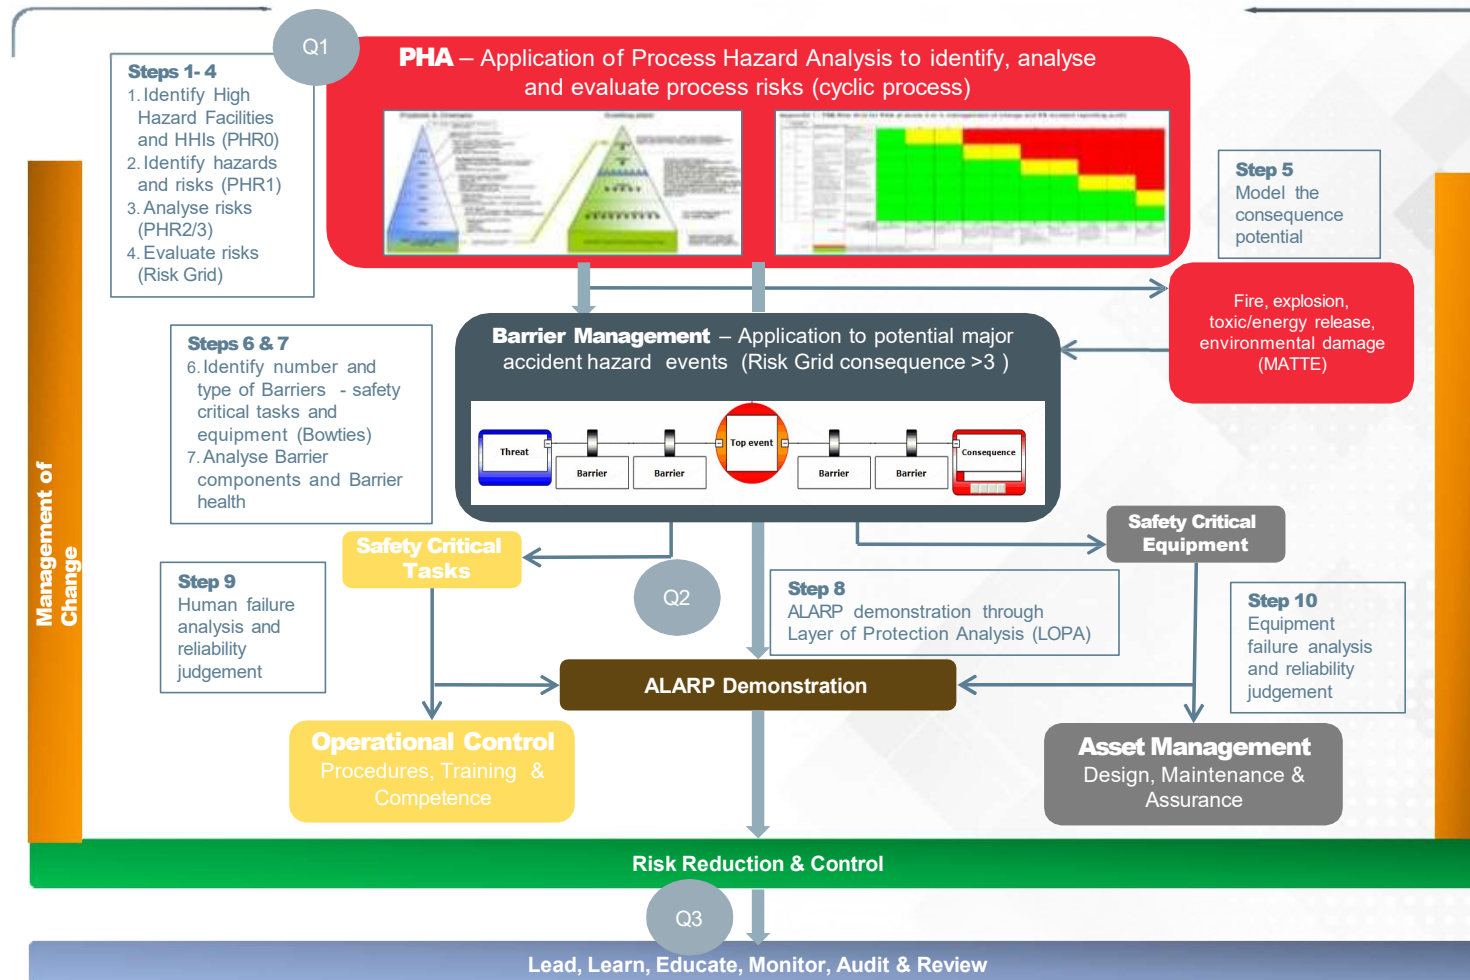 Q1
PHA – Application of Process Hazard Analysis to identify, analyse
and evaluate process risks (cyclic process)
Steps 1- 4
1. Identify High
Hazard Facilities
and HHIs (PHR0)
2. Identify hazards
and risks (PHR1)
3. Analyse risks
(PHR2/3)
4. Evaluate risks
(Risk Grid)
Step 5
Model the
consequence
potential
Fire, explosion,
toxic/energy release,
environmental damage
(MATTE)
Barrier Management – Application to potential major
accident hazard events (Risk Grid consequence >3 )
Steps 6 & 7
6. Identify number and
type of Barriers - safety
critical tasks and
equipment (Bowties)
7. Analyse Barrier
components and Barrier
health
Threat
Barrier
Barrier
Top event
Barrier
Barrier
Consequence
Management of
Change
Safety Critical
Tasks
Safety Critical
Equipment
Q2
Step 9
Human failure
analysis and
reliability
judgement
Step 8
ALARP demonstration through
Layer of Protection Analysis (LOPA)
Step 10
Equipment
failure analysis
and reliability
judgement
ALARP Demonstration
Operational Control
Procedures, Training &
Competence
Asset Management
Design, Maintenance &
Assurance
Risk Reduction & Control
Q3
Lead, Learn, Educate, Monitor, Audit & Review